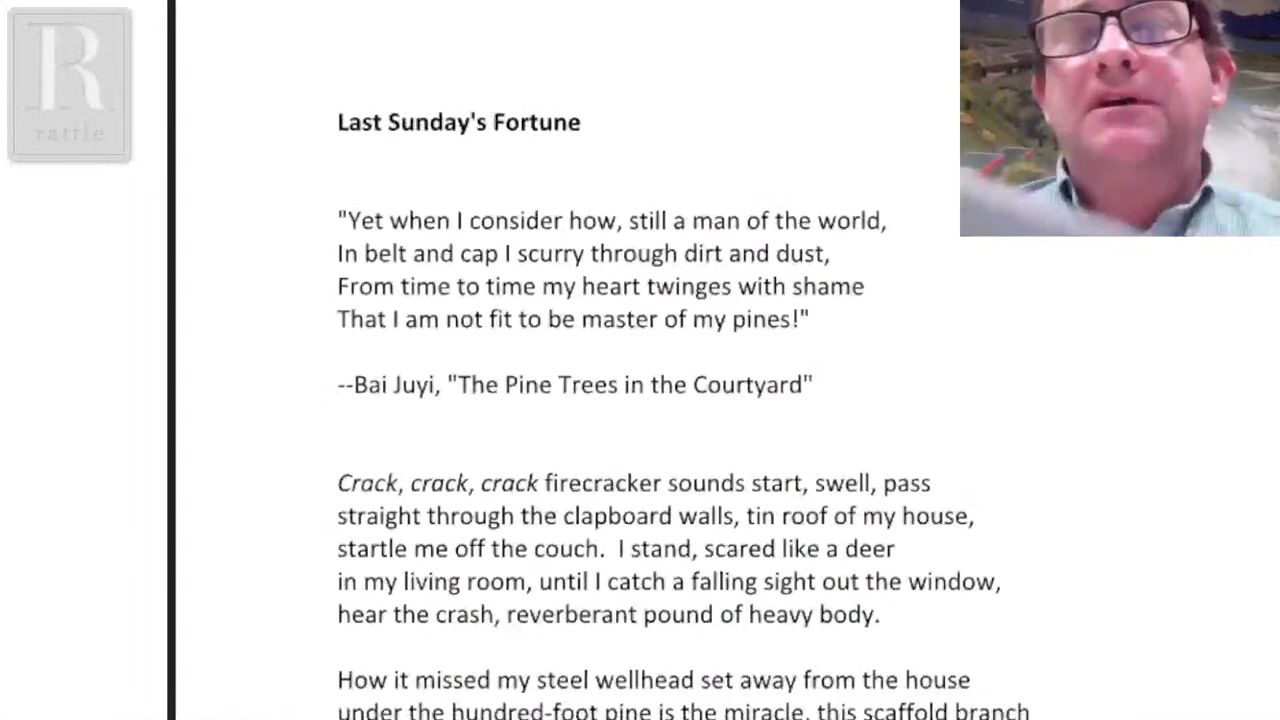 R
rattle
Last Sunday's Fortune
"Yet when I consider how, still a man of the world,
In belt and cap I scurry through dirt and dust,
From time to time my heart twinges with shame
That I am not fit to be master of my pines!"
--Bai Juyi, "The Pine Trees in the Courtyard"
Crack, crack, crack firecracker sounds start, swell, pass
straight through the clapboard walls, tin roof of my house,
startle me off the couch.  I stand, scared like a deer
in my living room, until I catch a falling sight out the window,
hear the crash, reverberant pound of heavy body.
How it missed my steel wellhead set away from the house
under the hundred-foot pine is the miracle, this scaffold branch